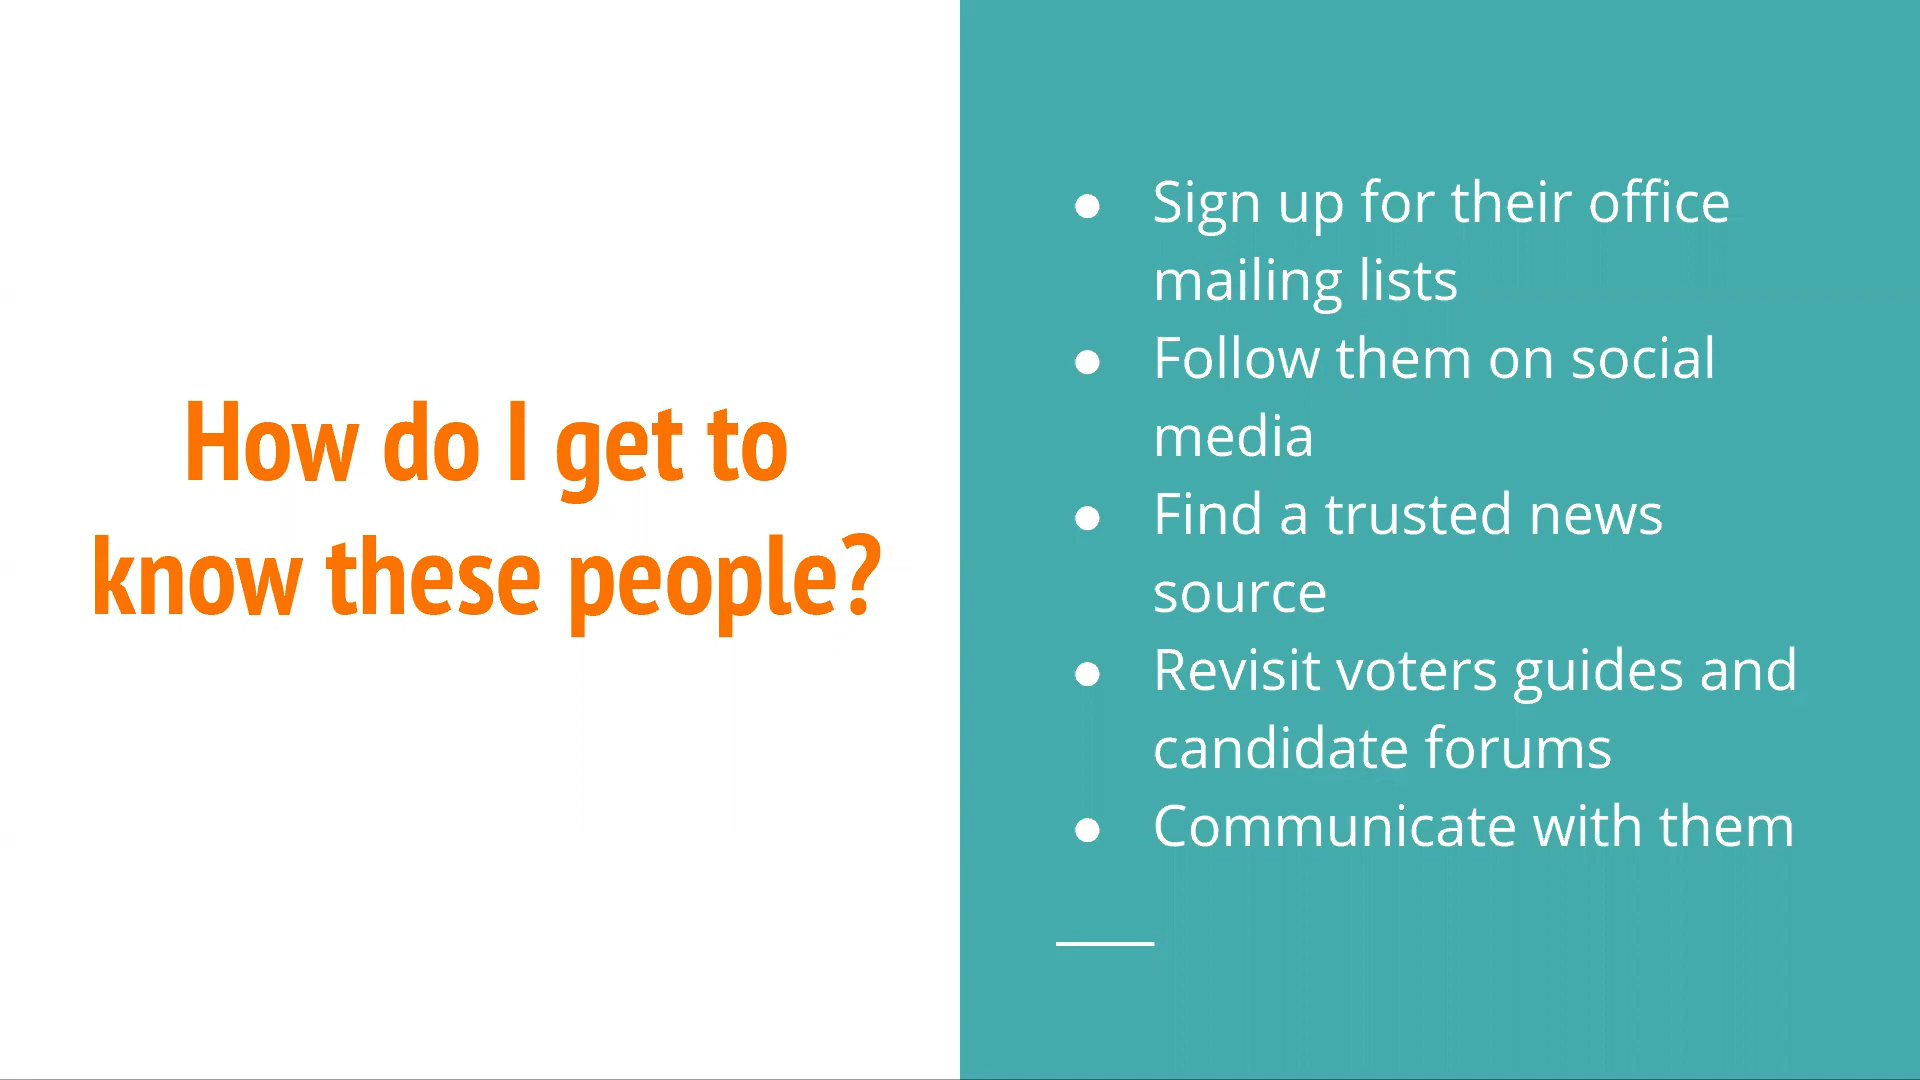 How do I get to
know these people?
● Sign up for their office
mailing lists
● Follow them on social
media
● Find a trusted news
source
● Revisit voters guides and
candidate forums
● Communicate with them